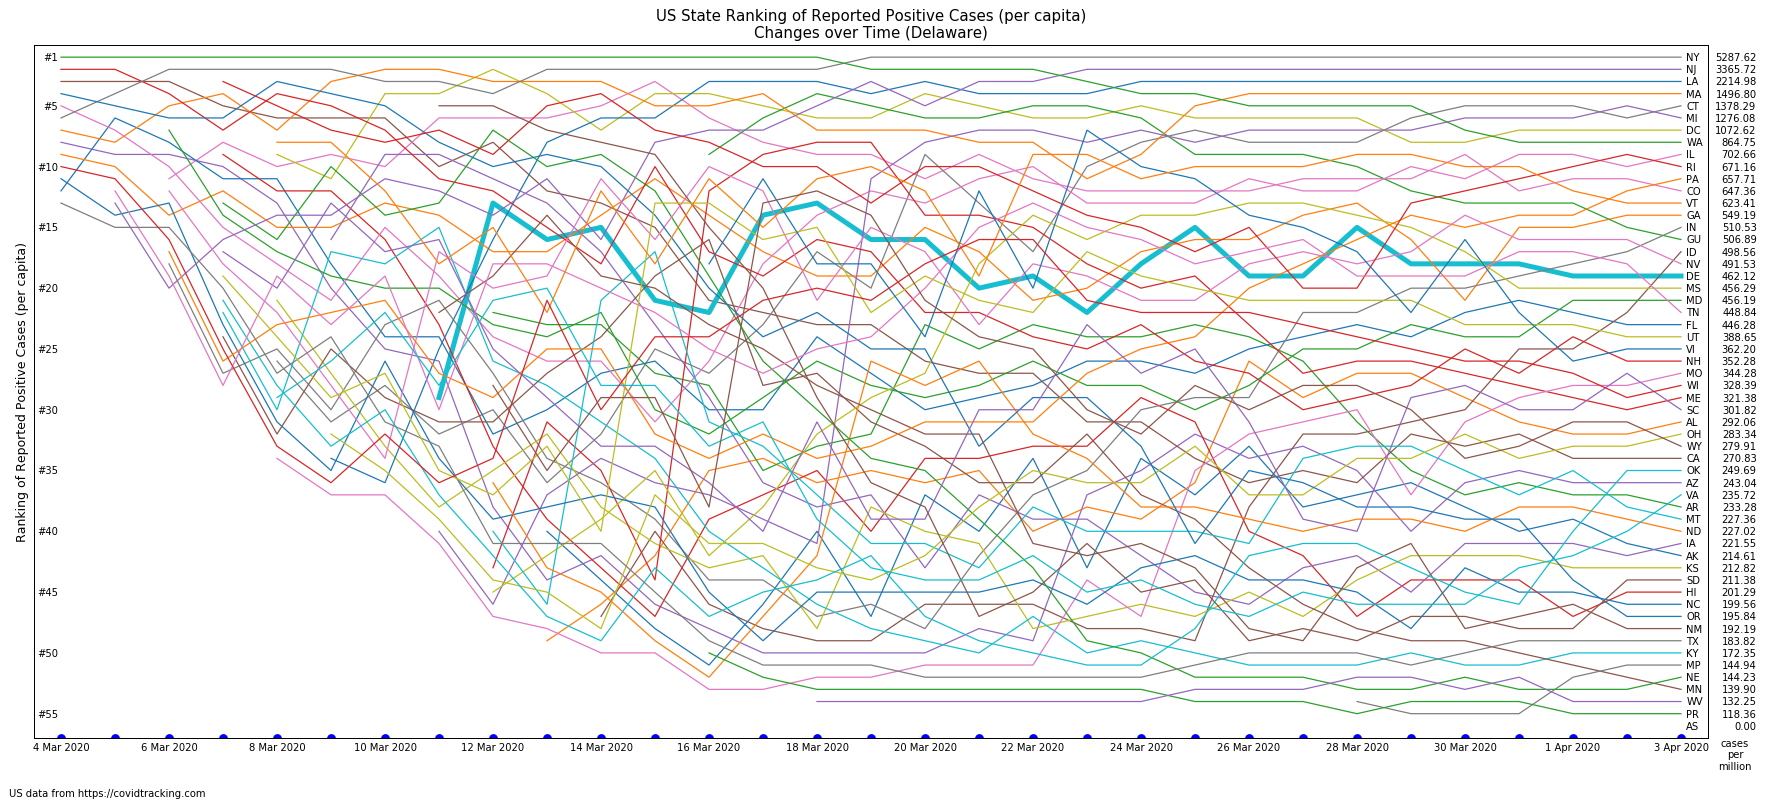 US State Ranking of Reported Positive Cases (per capita)
Changes over Time (Delaware)
Ranking of Reported Positive Cases (per capita)
#1
#5
#10
#15
#20
#25
#30
#35
#40
#45
#50
#55
NY 5287.62
NJ 3365.72
LA 2214.98
MA 1496.80
CT 1378.29
MI 1276.08
DC 1072.62
WA 864.75
IL 702.66
RI 671.16
PA 657.71
CO 647.36
VT 623.41
GA 549.19
IN 510.53
GU 506.89
ID 498.56
NV 491.53
DE 462.12
MS 456.29
MD 456.19
TN 448.84
FL 446.28
UT 388.65
VI 362.20
NH 352.28
MO 344.28
WI 328.39
ME 321.38
SC 301.82
AL 292.06
OH 283.34
WY 279.91
CA 270.83
OK 249.69
AZ 243.04
VA 235.72
AR 233.28
MT 227.36
ND 227.02
IA 221.55
AK 214.61
KS 212.82
SD 211.38
HI 201.29
NC 199.56
OR 195.84
NM 192.19
TX 183.82
KY 172.35
MP 144.94
NE 144.23
MN 139.90
WV 132.25
PR 118.36
AS 0.00
4 Mar 2020 6 Mar 2020 8 Mar 2020 10 Mar 2020 12 Mar 2020 14 Mar 2020 16 Mar 2020 18 Mar 2020 20 Mar 2020 22 Mar 2020 24 Mar 2020 26 Mar 2020 28 Mar 2020 30 Mar 2020 1 Apr 2020 3 Apr 2020
cases
per
million
US data from https://covidtracking.com